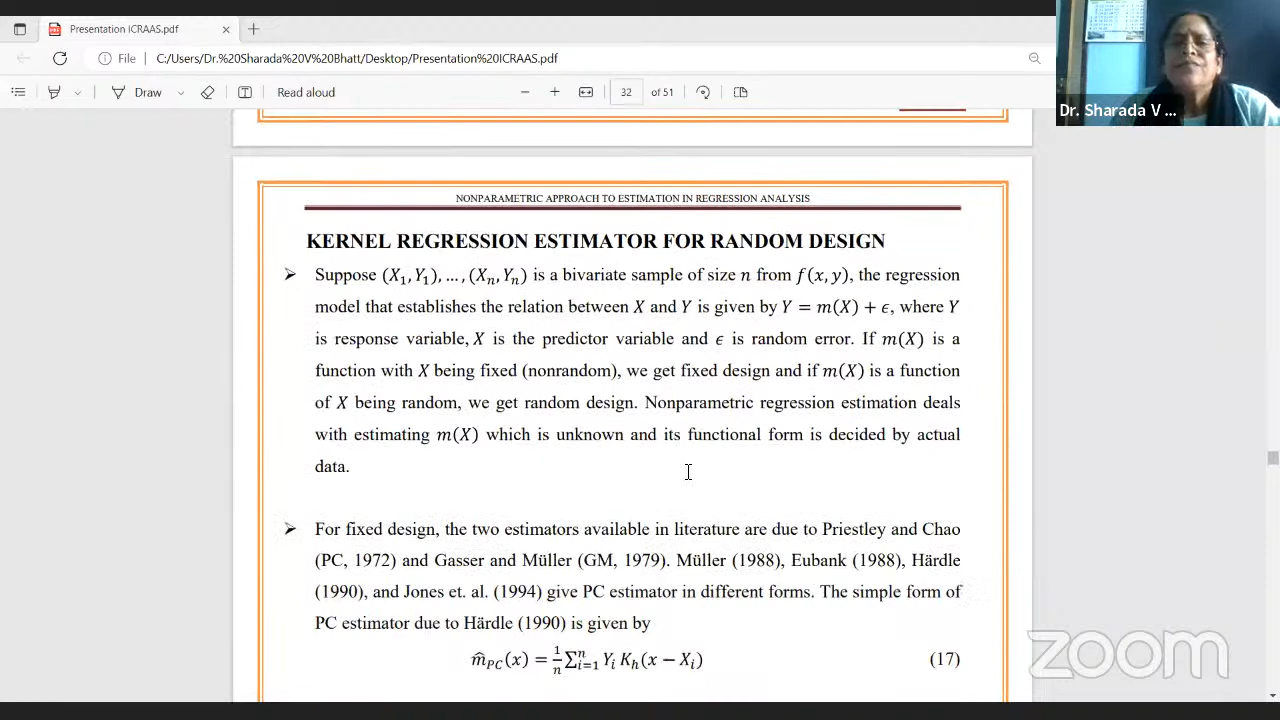 Presentation ICRAAS.pdf
File
C:/Users/Dr.%20Sharada%20V%20Bhatt/Desktop/Presentation%20ICRAAS.pdf
Draw
Read aloud
32
of 51
Dr. Sharada V ...
NONPARAMETRIC APPROACH TO ESTIMATION IN REGRESSION ANALYSIS
KERNEL REGRESSION ESTIMATOR FOR RANDOM DESIGN
➢ Suppose (X₁, Y₁), … , (Xₙ, Yₙ) is a bivariate sample of size n from f(x, y), the regression
model that establishes the relation between X and Y is given by Y = m(X) + ϵ, where Y
is response variable, X is the predictor variable and ϵ is random error. If m(X) is a
function with X being fixed (nonrandom), we get fixed design and if m(X) is a function
of X being random, we get random design. Nonparametric regression estimation deals
with estimating m(X) which is unknown and its functional form is decided by actual
data.
➢ For fixed design, the two estimators available in literature are due to Priestley and Chao
(PC, 1972) and Gasser and Müller (GM, 1979). Müller (1988), Eubank (1988), Härdle
(1990), and Jones et. al. (1994) give PC estimator in different forms. The simple form of
PC estimator due to Härdle (1990) is given by
m̂_PC(x) = 1/n ∑_{i=1}^{n} Y_i K_h(x − X_i) (17)
zoom